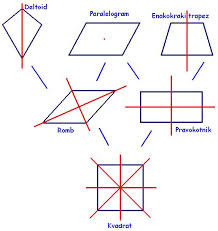 Deltoid
Paralelogram
Enakokraki trapez
Romb
Pravokotnik
Kvadrat